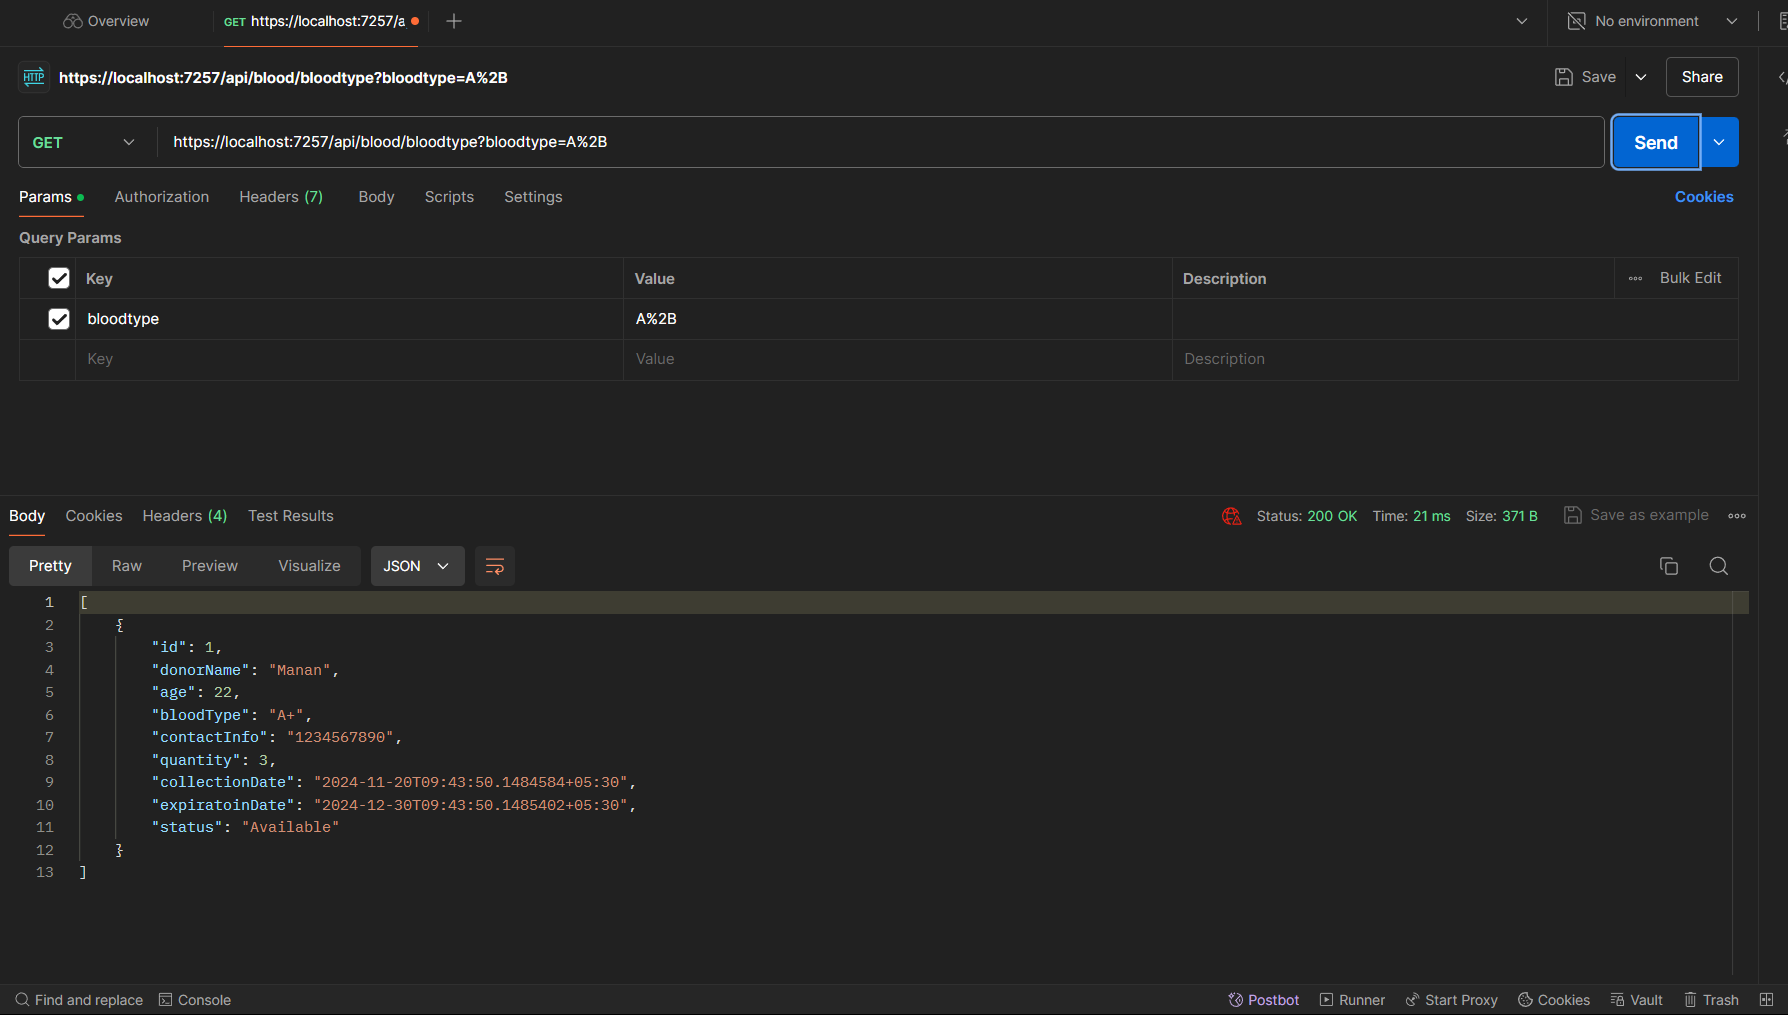 Overview
GET https://localhost:7257/a
No environment
HTTP https://localhost:7257/api/blood/bloodtype?bloodtype=A%2B
Save
Share
GET https://localhost:7257/api/blood/bloodtype?bloodtype=A%2B
Send
Params Authorization Headers (7) Body Scripts Settings
Cookies
Query Params
Key Value Description
Bulk Edit
bloodtype A%2B
Key Value Description
Body Cookies Headers (4) Test Results
Status: 200 OK Time: 21 ms Size: 371 B
Save as example
Pretty Raw Preview Visualize JSON
1 [
2 {
3 "id": 1,
4 "donorName": "Manan",
5 "age": 22,
6 "bloodType": "A+",
7 "contactInfo": "1234567890",
8 "quantity": 3,
9 "collectionDate": "2024-11-20T09:43:50.1484584+05:30",
10 "expiratoinDate": "2024-12-30T09:43:50.1485402+05:30",
11 "status": "Available"
12 }
13 ]
Find and replace Console
Postbot Runner Start Proxy Cookies Vault Trash